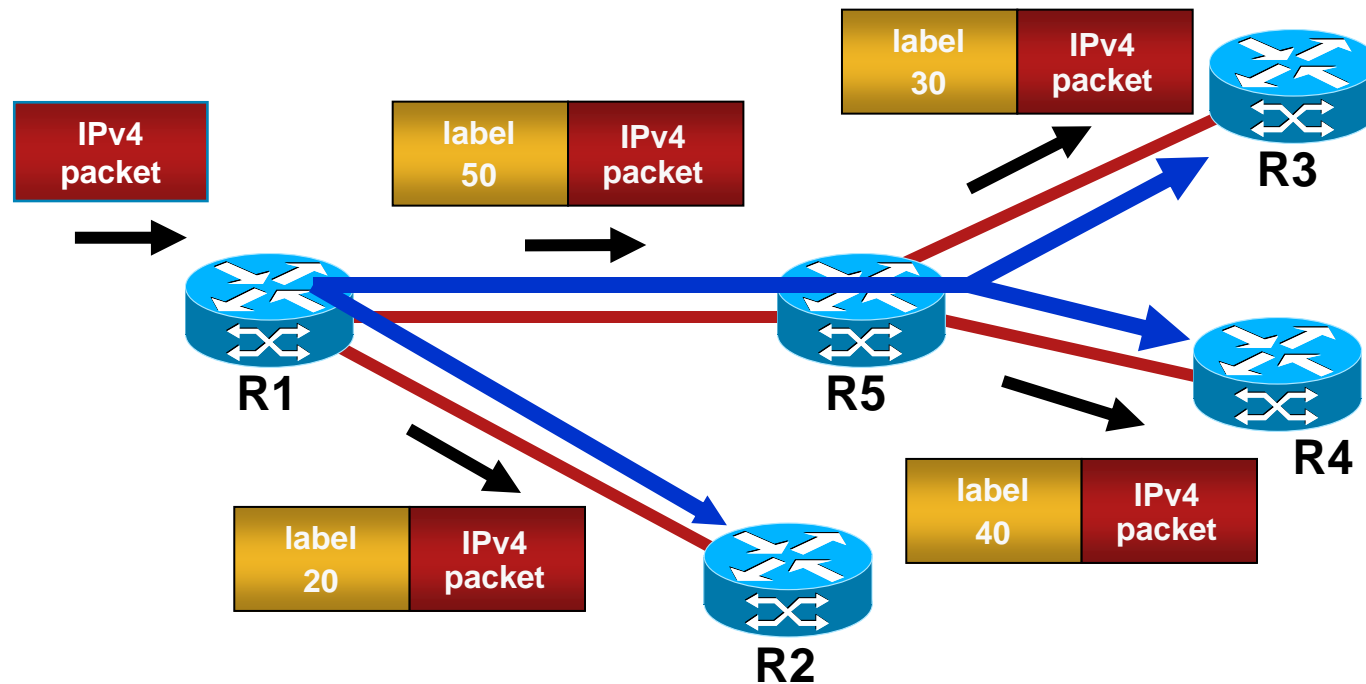 label
30
IPv4
packet
IPv4
packet
label
50
IPv4
packet
R3
R1
R5
R4
label
20
IPv4
packet
label
40
IPv4
packet
R2